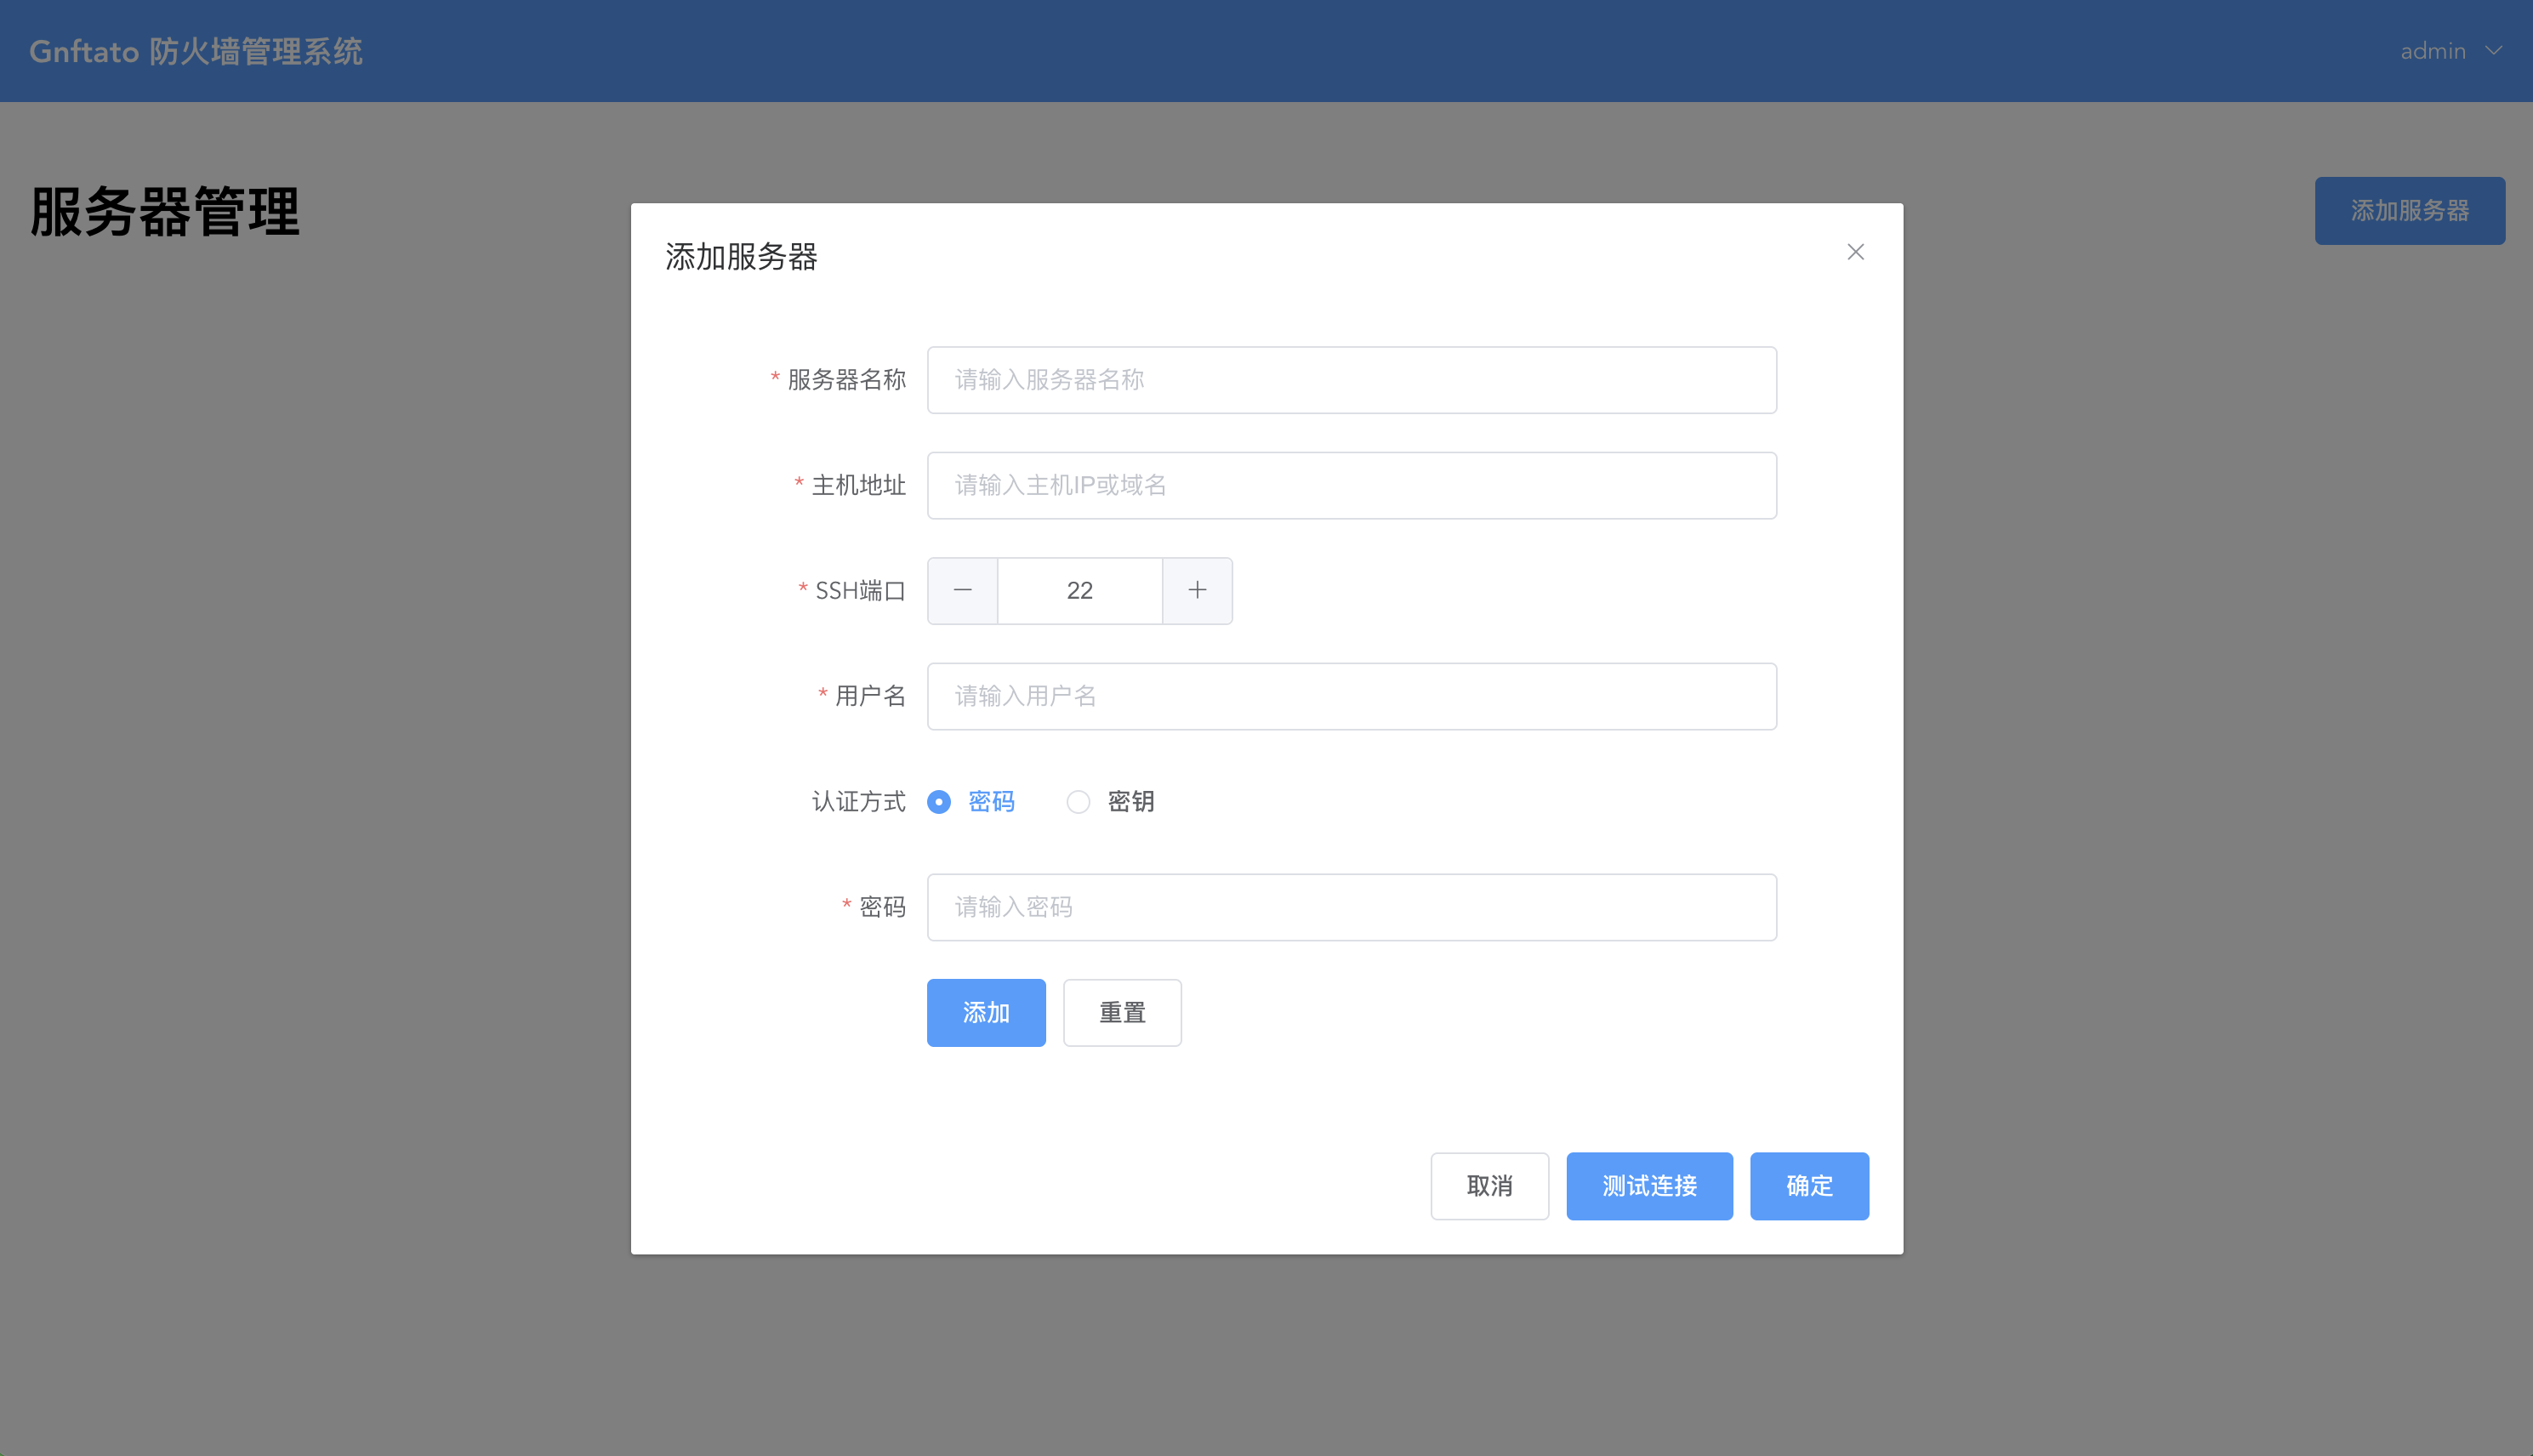 Gnftato 防火墙管理系统
admin
服务器管理
添加服务器
添加服务器
* 服务器名称
请输入服务器名称
* 主机地址
请输入主机IP或域名
* SSH端口
22
* 用户名
请输入用户名
认证方式
密码
密钥
* 密码
请输入密码
添加
重置
取消
测试连接
确定